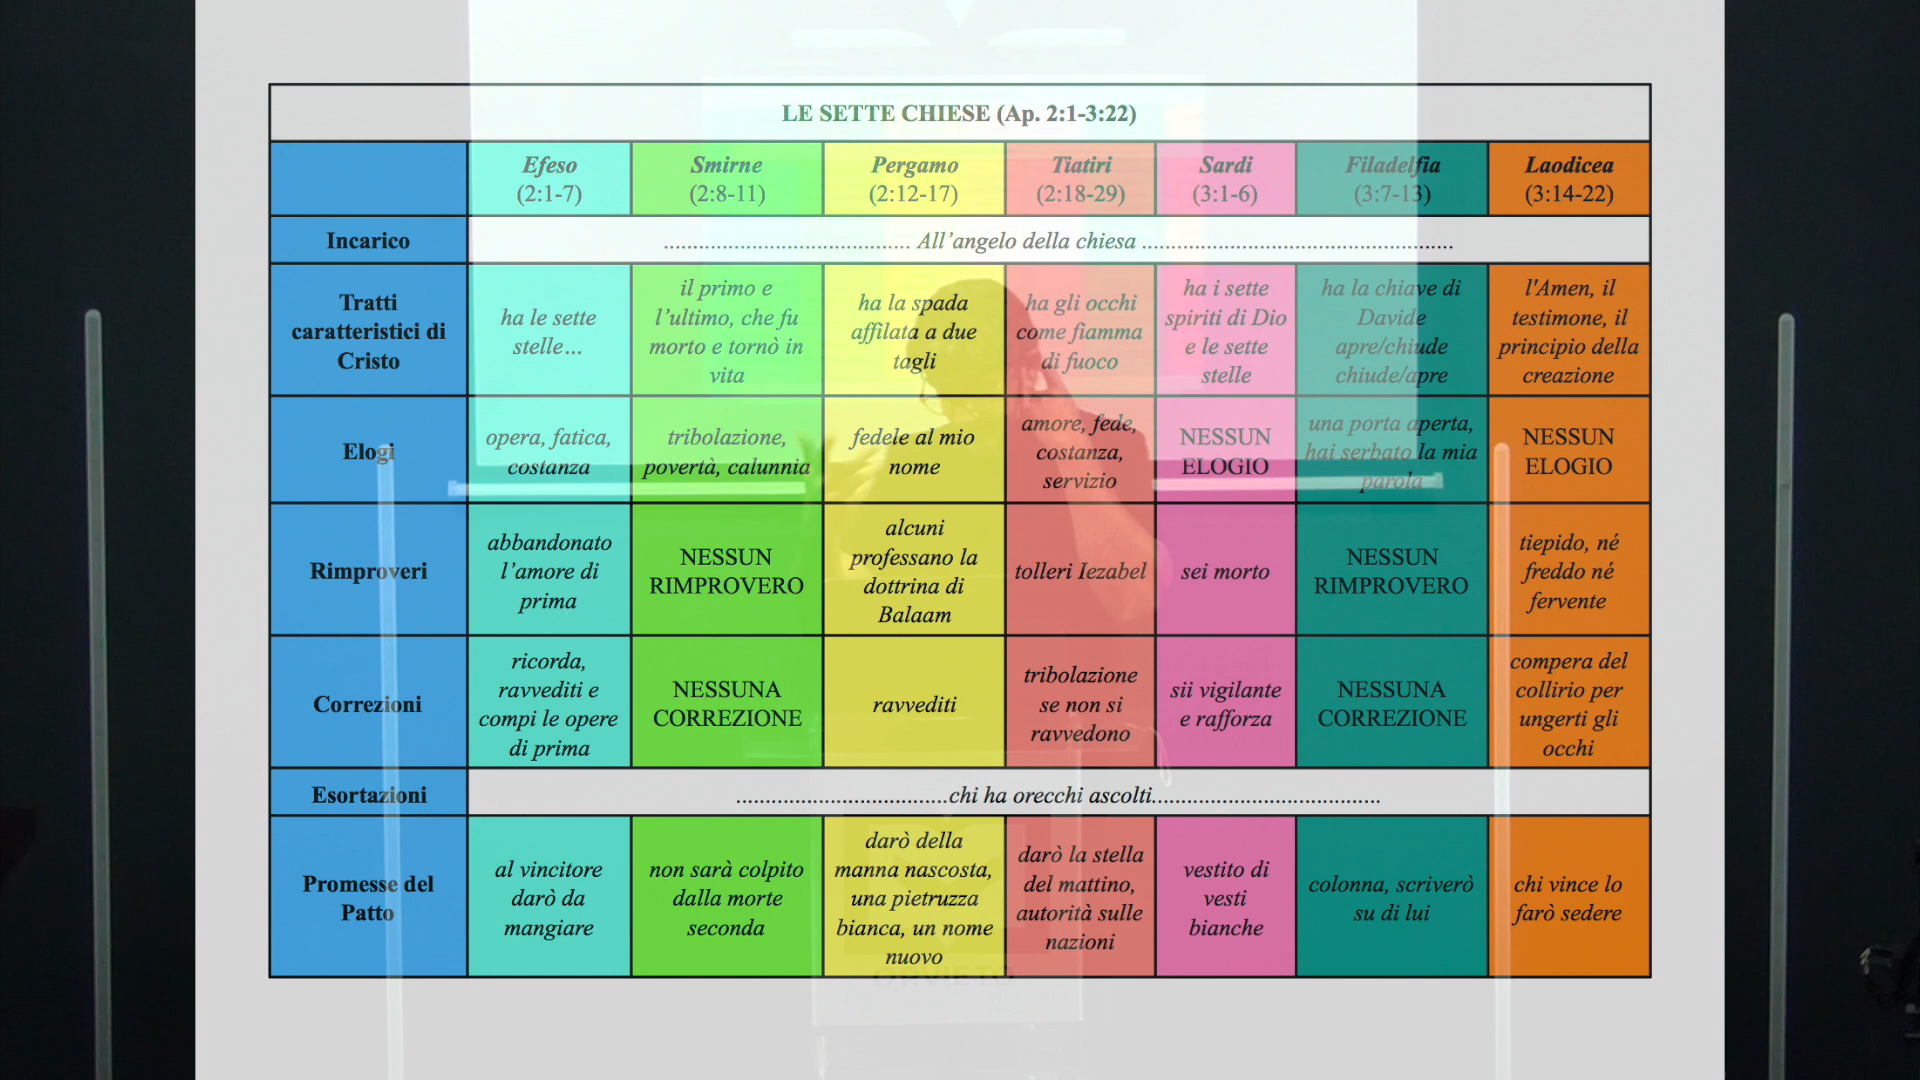 LE SETTE CHIESE (Ap. 2:1-3:22)
Efeso
(2:1-7)
Smirne
(2:8-11)
Pergamo
(2:12-17)
Tiatiri
(2:18-29)
Sardi
(3:1-6)
Filadelfia
(3:7-13)
Laodicea
(3:14-22)
Incarico
.......................................... All’angelo della chiesa .....................................................
Tratti
caratteristici di
Cristo
ha le sette
stelle…
il primo e
l’ultimo, che fu
morto e tornò in
vita
ha la spada
affilata a due
tagli
ha gli occhi
come fiamma
di fuoco
ha i sette
spiriti di Dio
e le sette
stelle
ha la chiave di
Davide
apre/chiude
chiude/apre
l'Amen, il
testimone, il
principio della
creazione
Elogi
opera, fatica,
costanza
tribolazione,
povertà, calunnia
fedele al mio
nome
amore, fede,
costanza,
servizio
NESSUN
ELOGIO
una porta aperta,
hai serbato la mia
parola
NESSUN
ELOGIO
Rimproveri
abbandonato
l’amore di
prima
NESSUN
RIMPROVERO
alcuni
professano la
dottrina di
Balaam
tolleri Iezabel
sei morto
NESSUN
RIMPROVERO
tiepido, né
freddo né
fervente
Correzioni
ricorda,
ravvediti e
compi le opere
di prima
NESSUNA
CORREZIONE
ravvediti
tribolazione
se non si
ravvedono
sii vigilante
e rafforza
NESSUNA
CORREZIONE
compera del
collirio per
ungerti gli
occhi
Esortazioni
....................................chi ha orecchi ascolti.......................................
Promesse del
Patto
al vincitore
darò da
mangiare
non sarà colpito
dalla morte
seconda
darò della
manna nascosta,
una pietruzza
bianca, un nome
nuovo
darò la stella
del mattino,
autorità sulle
nazioni
vestito di
vesti
bianche
colonna, scriverò
su di lui
chi vince lo
farò sedere
ORVIETO